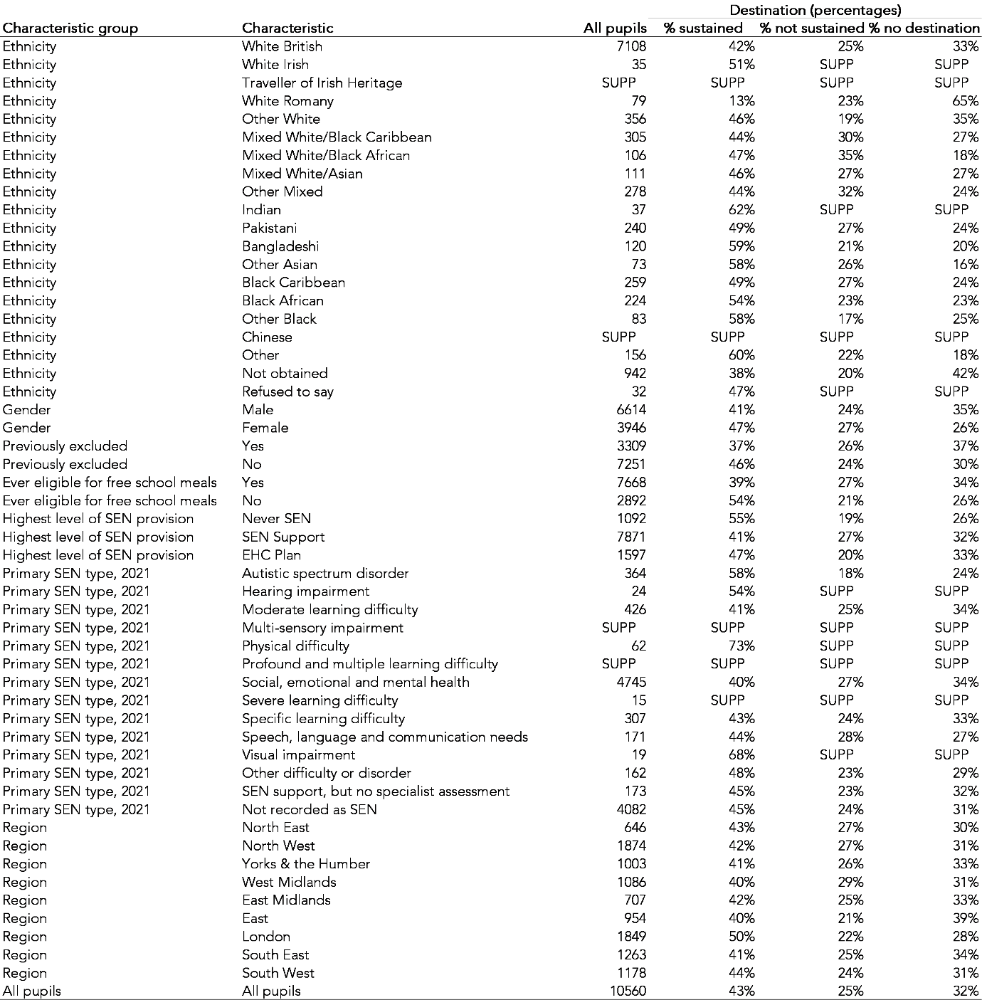 Destination (percentages)
Characteristic group Characteristic All pupils % sustained % not sustained % no destination
Ethnicity White British 7108 42% 25% 33%
Ethnicity White Irish 35 51% SUPP SUPP
Ethnicity Traveller of Irish Heritage SUPP SUPP SUPP SUPP
Ethnicity White Romany 79 13% 23% 65%
Ethnicity Other White 356 46% 19% 35%
Ethnicity Mixed White/Black Caribbean 305 44% 30% 27%
Ethnicity Mixed White/Black African 106 47% 35% 18%
Ethnicity Mixed White/Asian 111 46% 27% 27%
Ethnicity Other Mixed 278 44% 32% 24%
Ethnicity Indian 37 62% SUPP SUPP
Ethnicity Pakistani 240 49% 27% 24%
Ethnicity Bangladeshi 120 59% 21% 20%
Ethnicity Other Asian 73 58% 26% 16%
Ethnicity Black Caribbean 259 49% 27% 24%
Ethnicity Black African 224 54% 23% 23%
Ethnicity Other Black 83 58% 17% 25%
Ethnicity Chinese SUPP SUPP SUPP SUPP
Ethnicity Other 156 60% 22% 18%
Ethnicity Not obtained 942 38% 20% 42%
Ethnicity Refused to say 32 47% SUPP SUPP
Gender Male 6614 41% 24% 35%
Gender Female 3946 47% 27% 26%
Previously excluded Yes 3309 37% 26% 37%
Previously excluded No 7251 46% 24% 30%
Ever eligible for free school meals Yes 7668 39% 27% 34%
Ever eligible for free school meals No 2892 54% 21% 26%
Highest level of SEN provision Never SEN 1092 55% 19% 26%
Highest level of SEN provision SEN Support 7871 41% 27% 32%
Highest level of SEN provision EHC Plan 1597 47% 20% 33%
Primary SEN type, 2021 Autistic spectrum disorder 364 58% 18% 24%
Primary SEN type, 2021 Hearing impairment 24 54% SUPP SUPP
Primary SEN type, 2021 Moderate learning difficulty 426 41% 25% 34%
Primary SEN type, 2021 Multi-sensory impairment SUPP SUPP SUPP SUPP
Primary SEN type, 2021 Physical difficulty 62 73% SUPP SUPP
Primary SEN type, 2021 Profound and multiple learning difficulty SUPP SUPP SUPP SUPP
Primary SEN type, 2021 Social, emotional and mental health 4745 40% 27% 34%
Primary SEN type, 2021 Severe learning difficulty 15 SUPP SUPP SUPP
Primary SEN type, 2021 Specific learning difficulty 307 43% 24% 33%
Primary SEN type, 2021 Speech, language and communication needs 171 44% 28% 27%
Primary SEN type, 2021 Visual impairment 19 68% SUPP SUPP
Primary SEN type, 2021 Other difficulty or disorder 162 48% 23% 29%
Primary SEN type, 2021 SEN support, but no specialist assessment 173 45% 23% 32%
Primary SEN type, 2021 Not recorded as SEN 4082 45% 24% 31%
Region North East 646 43% 27% 30%
Region North West 1874 42% 27% 31%
Region Yorks & the Humber 1003 41% 26% 33%
Region West Midlands 1086 40% 29% 31%
Region East Midlands 707 42% 25% 33%
Region East 954 40% 21% 39%
Region London 1849 50% 22% 28%
Region South East 1263 41% 25% 34%
Region South West 1178 44% 24% 31%
All pupils All pupils 10560 43% 25% 32%